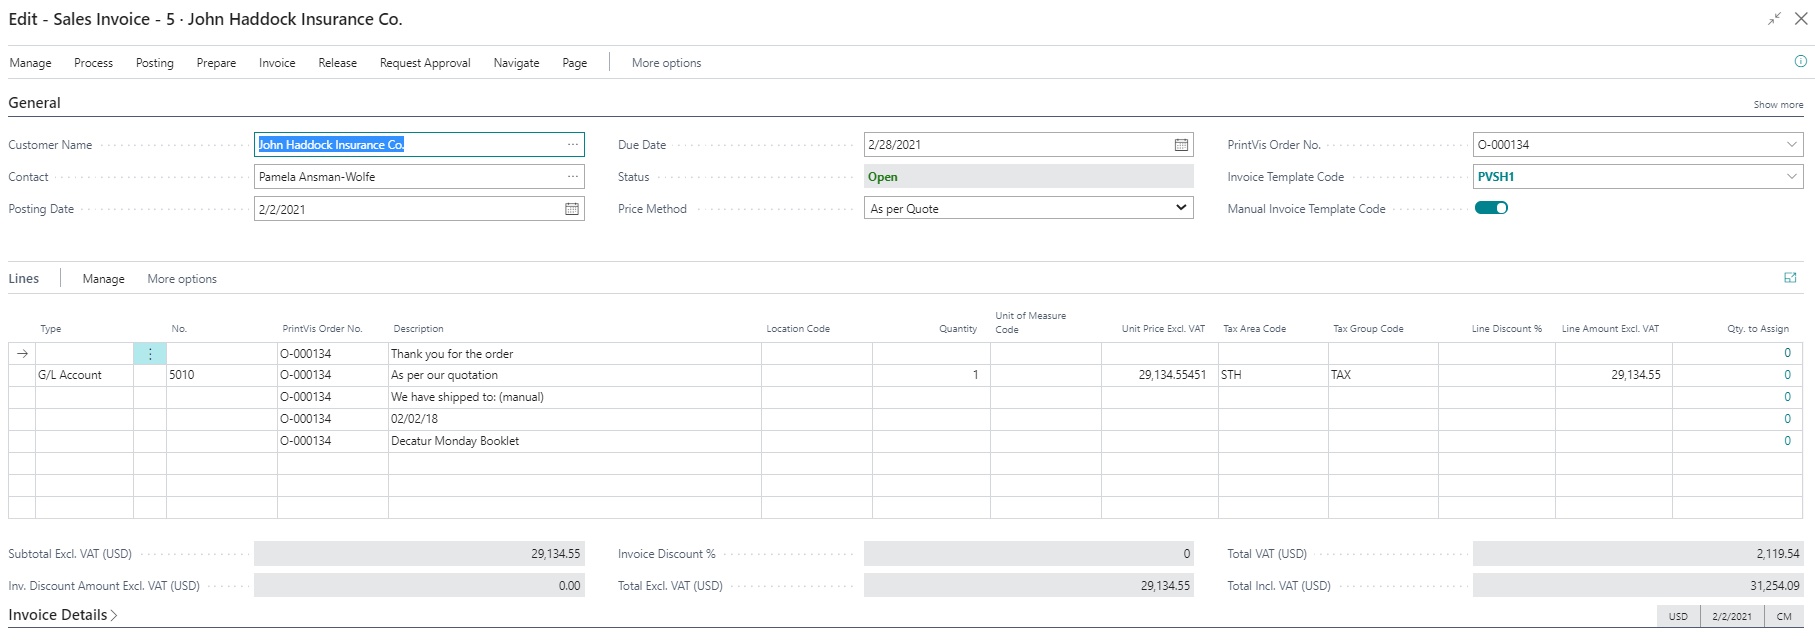 Edit - Sales Invoice - 5 · John Haddock Insurance Co.
Manage Process Posting Prepare Invoice Release Request Approval Navigate Page More options
General Show more
Customer Name John Haddock Insurance Co. Due Date 2/28/2021 PrintVis Order No. O-000134
Contact Pamela Ansman-Wolfe Status Open Invoice Template Code PVSH1
Posting Date 2/2/2021 Price Method As per Quote Manual Invoice Template Code
Lines Manage More options
Type No. PrintVis Order No. Description Location Code Quantity Unit of Measure Code Unit Price Excl. VAT Tax Area Code Tax Group Code Line Discount % Line Amount Excl. VAT Qty. to Assign
O-000134 Thank you for the order 0
G/L Account 5010 O-000134 As per our quotation 1 29,134.55451 STH TAX 29,134.55 0
O-000134 We have shipped to: (manual) 0
O-000134 02/02/18 0
O-000134 Decatur Monday Booklet 0
Subtotal Excl. VAT (USD) 29,134.55 Invoice Discount % 0 Total VAT (USD) 2,119.54
Inv. Discount Amount Excl. VAT (USD) 0.00 Total Excl. VAT (USD) 29,134.55 Total Incl. VAT (USD) 31,254.09
Invoice Details USD 2/2/2021 CM